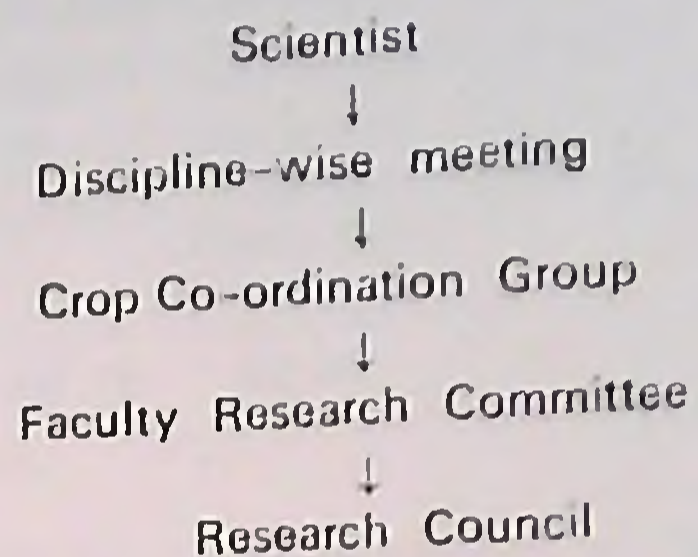 Scientist
↓
Discipline-wise meeting
↓
Crop Co-ordination Group
↓
Faculty Research Committee
↓
Research Council